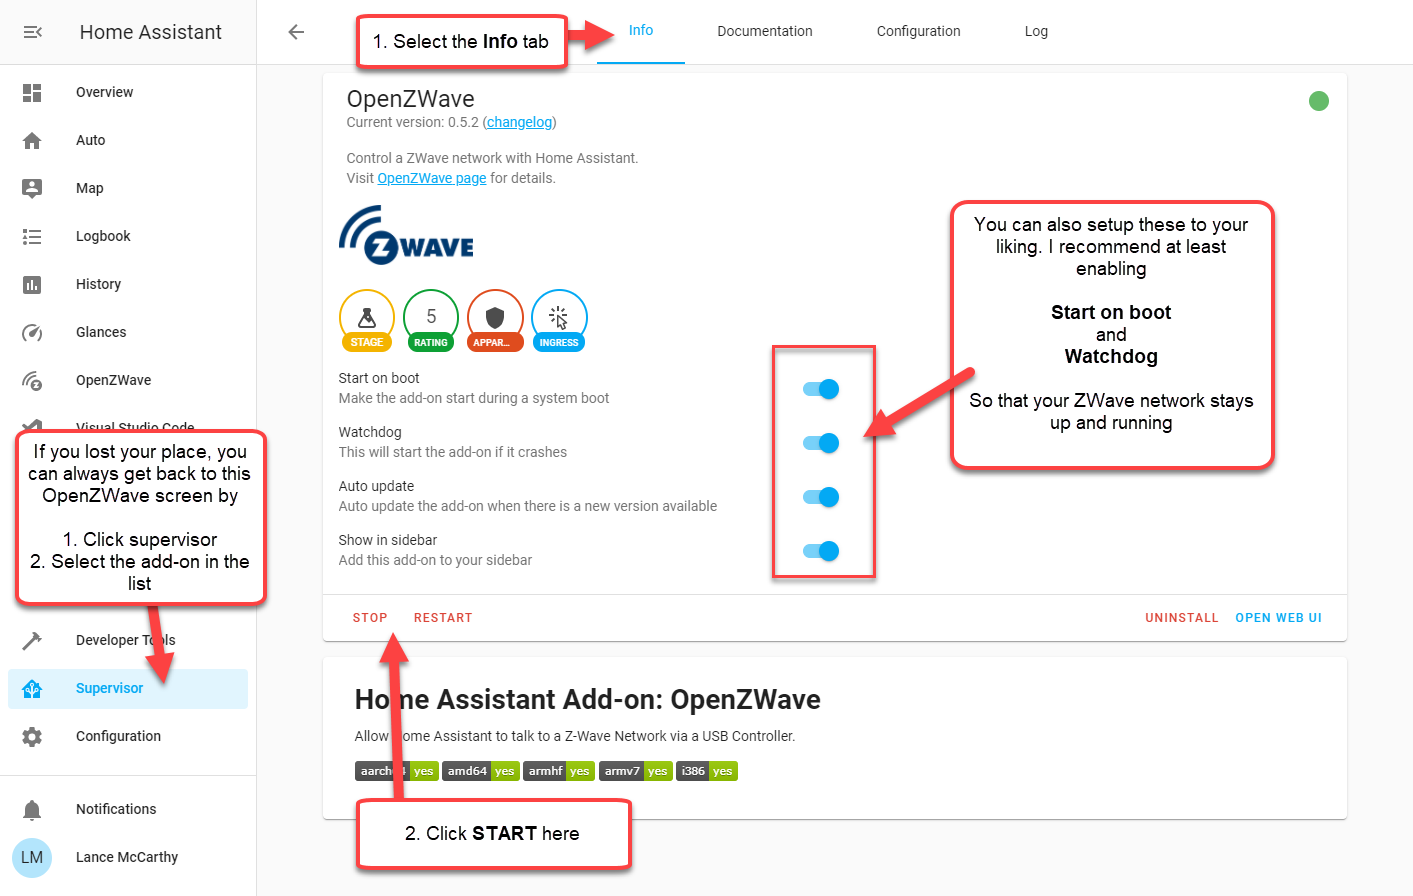 Home Assistant
1. Select the Info tab
Info
Documentation
Configuration
Log
Overview
Auto
Map
Logbook
History
Glances
OpenZWave
Visual Studio Code
If you lost your place, you
can always get back to this
OpenZWave screen by
1. Click supervisor
2. Select the add-on in the
list
Developer Tools
Supervisor
Configuration
Notifications
LM
Lance McCarthy
OpenZWave
Current version: 0.5.2 (changelog)
Control a ZWave network with Home Assistant.
Visit OpenZWave page for details.
Z WAVE
STAGE
5
RATING
APPAR...
INGRESS
Start on boot
Make the add-on start during a system boot
Watchdog
This will start the add-on if it crashes
Auto update
Auto update the add-on when there is a new version available
Show in sidebar
Add this add-on to your sidebar
You can also setup these to your
liking. I recommend at least
enabling
Start on boot
and
Watchdog
So that your ZWave network stays
up and running
STOP
RESTART
UNINSTALL
OPEN WEB UI
Home Assistant Add-on: OpenZWave
Allow Home Assistant to talk to a Z-Wave Network via a USB Controller.
aarch64 yes amd64 yes armhf yes armv7 yes i386 yes
2. Click START here